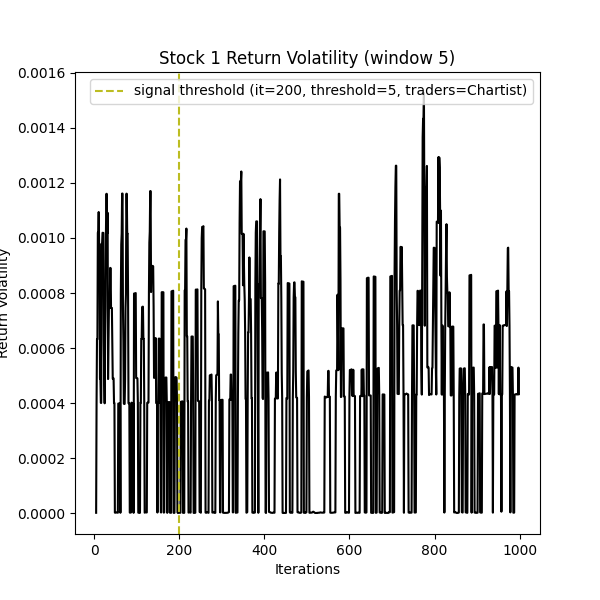 Stock 1 Return Volatility (window 5)
signal threshold (it=200, threshold=5, traders=Chartist)
0.0016
0.0014
0.0012
0.0010
0.0008
0.0006
0.0004
0.0002
0.0000
Return Volatility
0 200 400 600 800 1000
Iterations